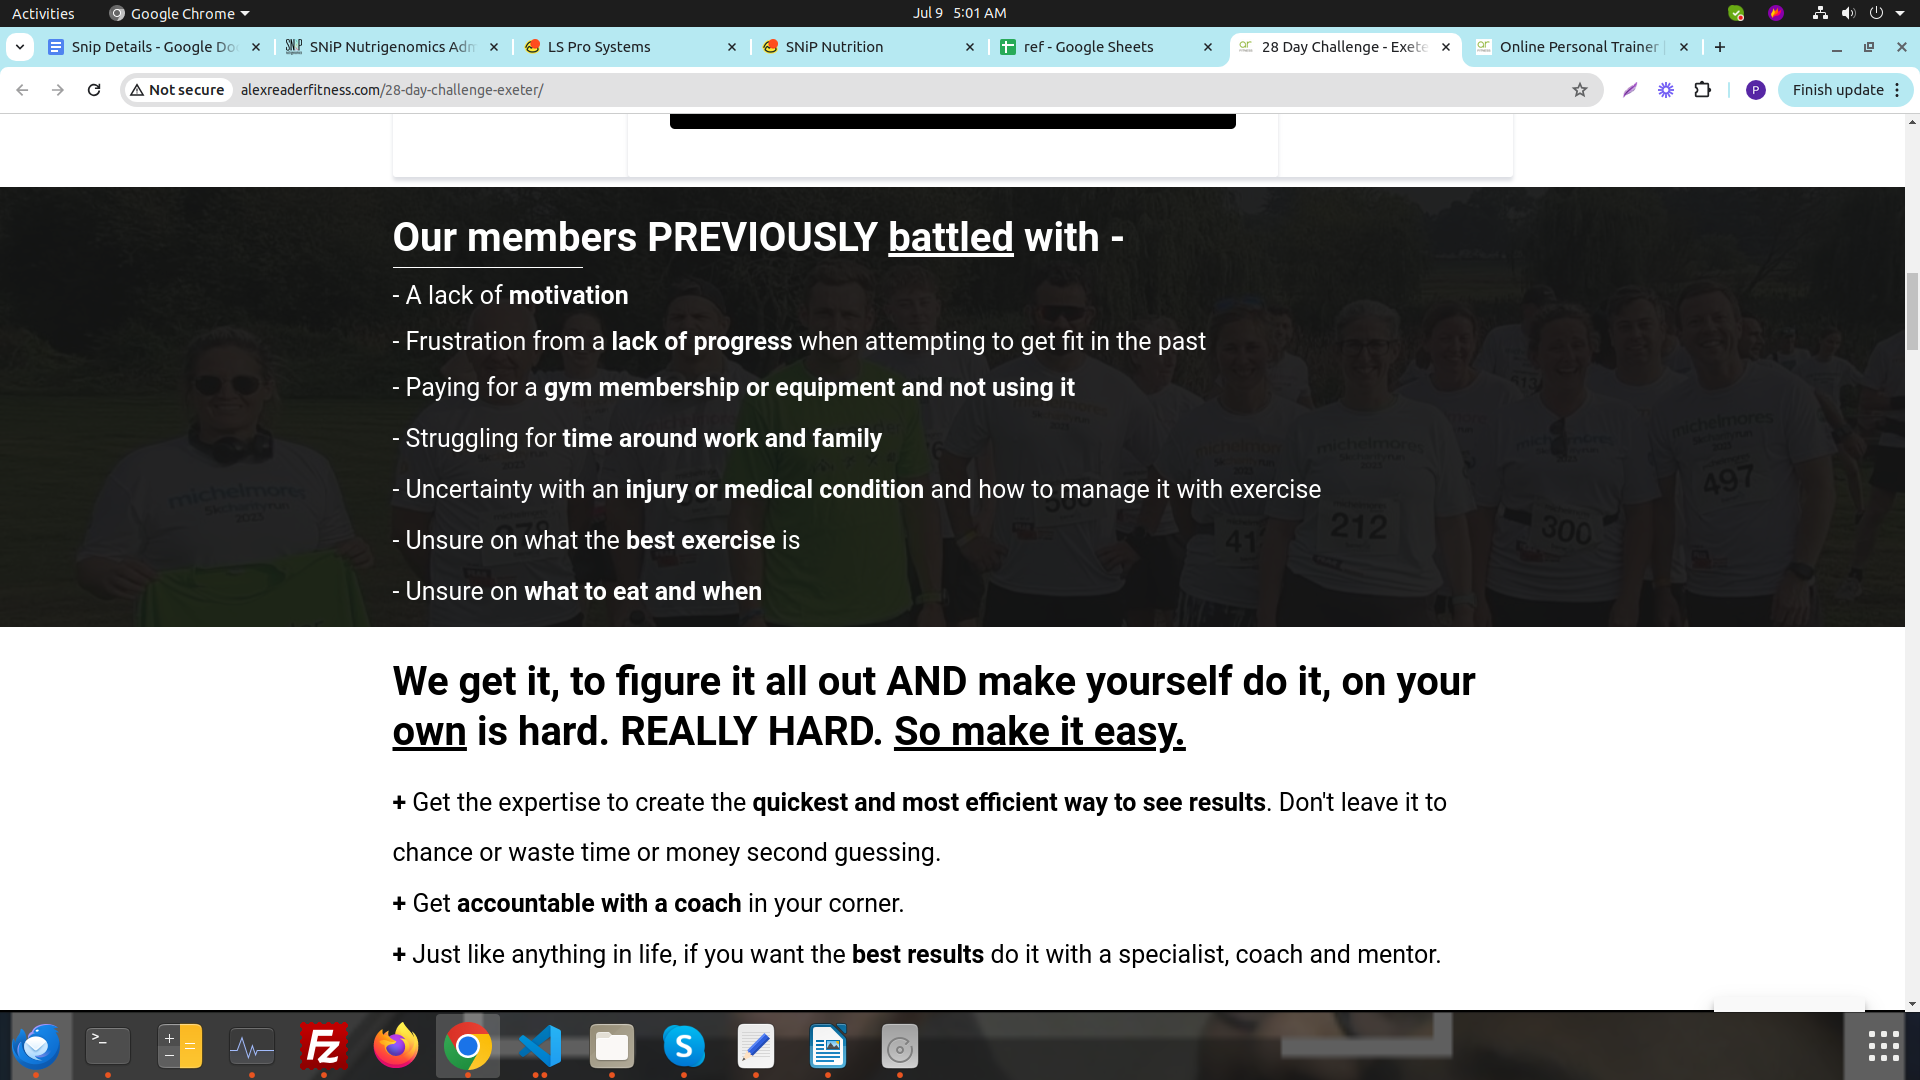 Activities Google Chrome Jul 9 5:01 AM
Snip Details - Google Do SNiP Nutrigenomics Adm LS Pro Systems SNiP Nutrition ref - Google Sheets 28 Day Challenge - Exete Online Personal Trainer
Not secure alexreaderfitness.com/28-day-challenge-exeter/ P Finish update
Our members PREVIOUSLY battled with -
- A lack of motivation
- Frustration from a lack of progress when attempting to get fit in the past
- Paying for a gym membership or equipment and not using it
- Struggling for time around work and family
- Uncertainty with an injury or medical condition and how to manage it with exercise
- Unsure on what the best exercise is
- Unsure on what to eat and when
michelmores
michelmores
497
212
300
We get it, to figure it all out AND make yourself do it, on your
own is hard. REALLY HARD. So make it easy.
+ Get the expertise to create the quickest and most efficient way to see results. Don't leave it to
chance or waste time or money second guessing.
+ Get accountable with a coach in your corner.
+ Just like anything in life, if you want the best results do it with a specialist, coach and mentor.